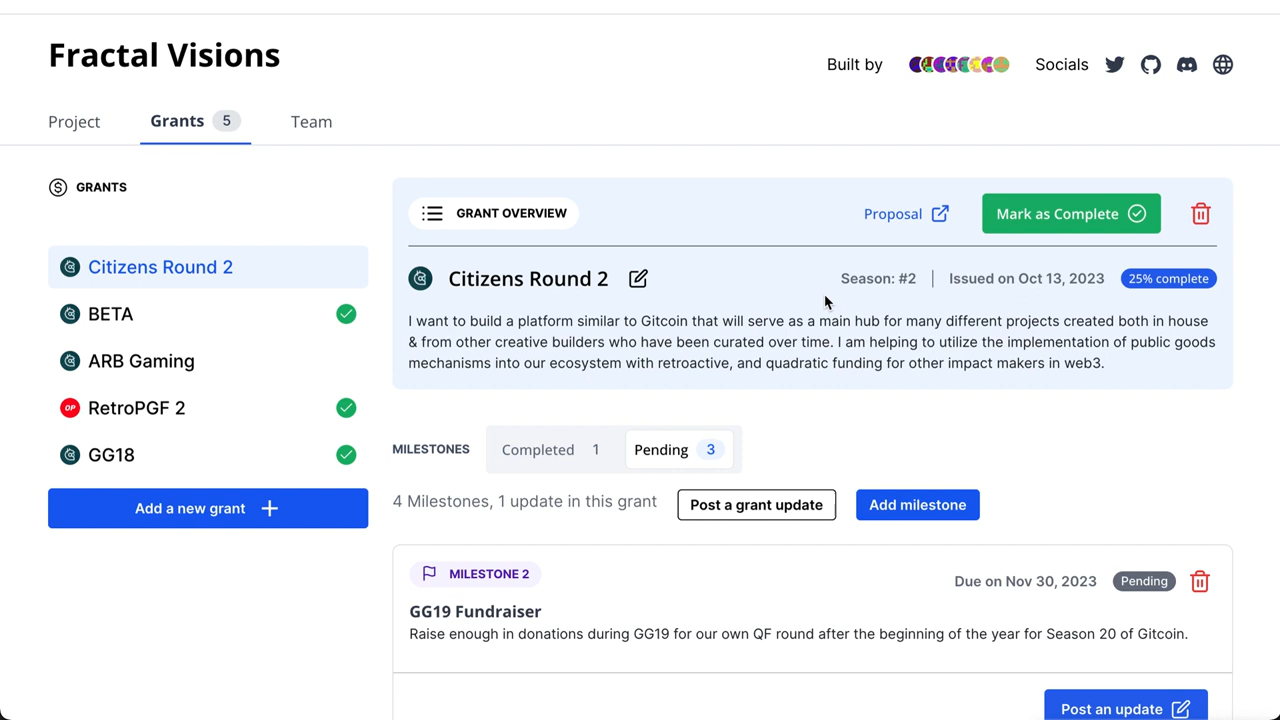 Fractal Visions
Built by
Socials
Project
Grants 5
Team
GRANTS
Citizens Round 2
BETA
ARB Gaming
OP RetroPGF 2
GG18
Add a new grant
GRANT OVERVIEW
Proposal
Mark as Complete
Citizens Round 2
Season: #2
Issued on Oct 13, 2023
25% complete
I want to build a platform similar to Gitcoin that will serve as a main hub for many different projects created both in house
& from other creative builders who have been curated over time. I am helping to utilize the implementation of public goods
mechanisms into our ecosystem with retroactive, and quadratic funding for other impact makers in web3.
MILESTONES
Completed 1
Pending 3
4 Milestones, 1 update in this grant
Post a grant update
Add milestone
MILESTONE 2
Due on Nov 30, 2023
Pending
GG19 Fundraiser
Raise enough in donations during GG19 for our own QF round after the beginning of the year for Season 20 of Gitcoin.
Post an update